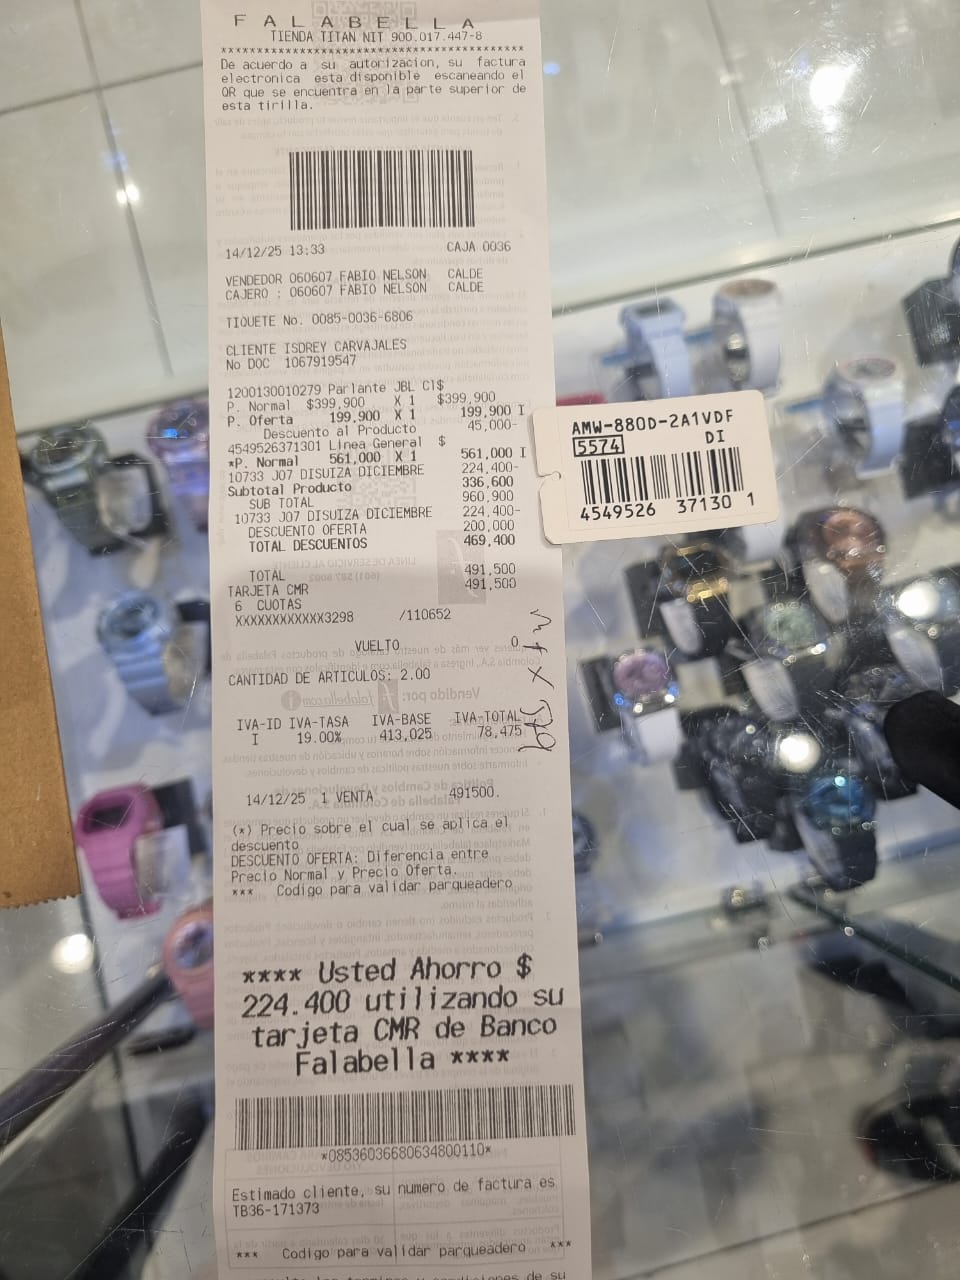 FALABELLA
TIENDA TITAN NIT 900.017.447-8
************************************************
De acuerdo a su autorizacion, su factura
electronica esta disponible escaneando el
QR que se encuentra en la parte superior de
esta tirilla.
14/12/25 13:33 CAJA 0036
VENDEDOR 060607 FABIO NELSON CALDE
CAJERO : 060607 FABIO NELSON CALDE
TIQUETE No. 0085-0036-6806
CLIENTE ISDREY CARVAJALES
No DOC 1067919547
1200130010279 Parlante JBL Cl$
P. Normal $399,900 X 1 $399,900
P. Oferta 199,900 X 1 199,900 I
Descuento al Producto 45,000-
4549526371301 Linea General $
*P. Normal 561,000 X 1 561,000 I
10733 J07 DISUIZA DICIEMBRE 224,400-
Subtotal Producto 336,600
SUB TOTAL 960,900
10733 J07 DISUIZA DICIEMBRE 224,400-
DESCUENTO OFERTA 200,000
TOTAL DESCUENTOS 469,400
TOTAL 491,500
TARJETA CMR 491,500
6 CUOTAS
XXXXXXXXXXXX3298 /110652
VUELTO 0
CANTIDAD DE ARTICULOS: 2.00
IVA-ID IVA-TASA IVA-BASE IVA-TOTAL
I 19.00% 413,025 78,475
14/12/25 1 VENTA 491500.
(*) Precio sobre el cual se aplica el
descuento
DESCUENTO OFERTA: Diferencia entre
Precio Normal y Precio Oferta.
*** Codigo para validar parqueadero
**** Usted Ahorro $
224.400 utilizando su
tarjeta CMR de Banco
Falabella ****
*08536036680634800110*
Estimado cliente, su numero de factura es
TB36-171373
*** Codigo para validar parqueadero ***
AMW-880D-2A1VDF
5574 DI
4549526 37130 1